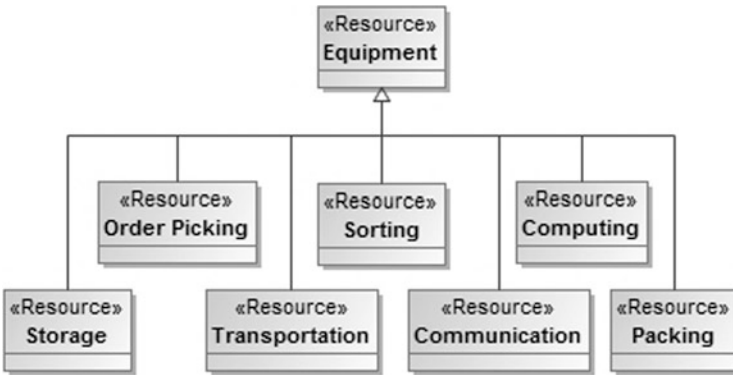 «Resource»
Equipment
«Resource»
Order Picking
«Resource»
Sorting
«Resource»
Computing
«Resource»
Storage
«Resource»
Transportation
«Resource»
Communication
«Resource»
Packing